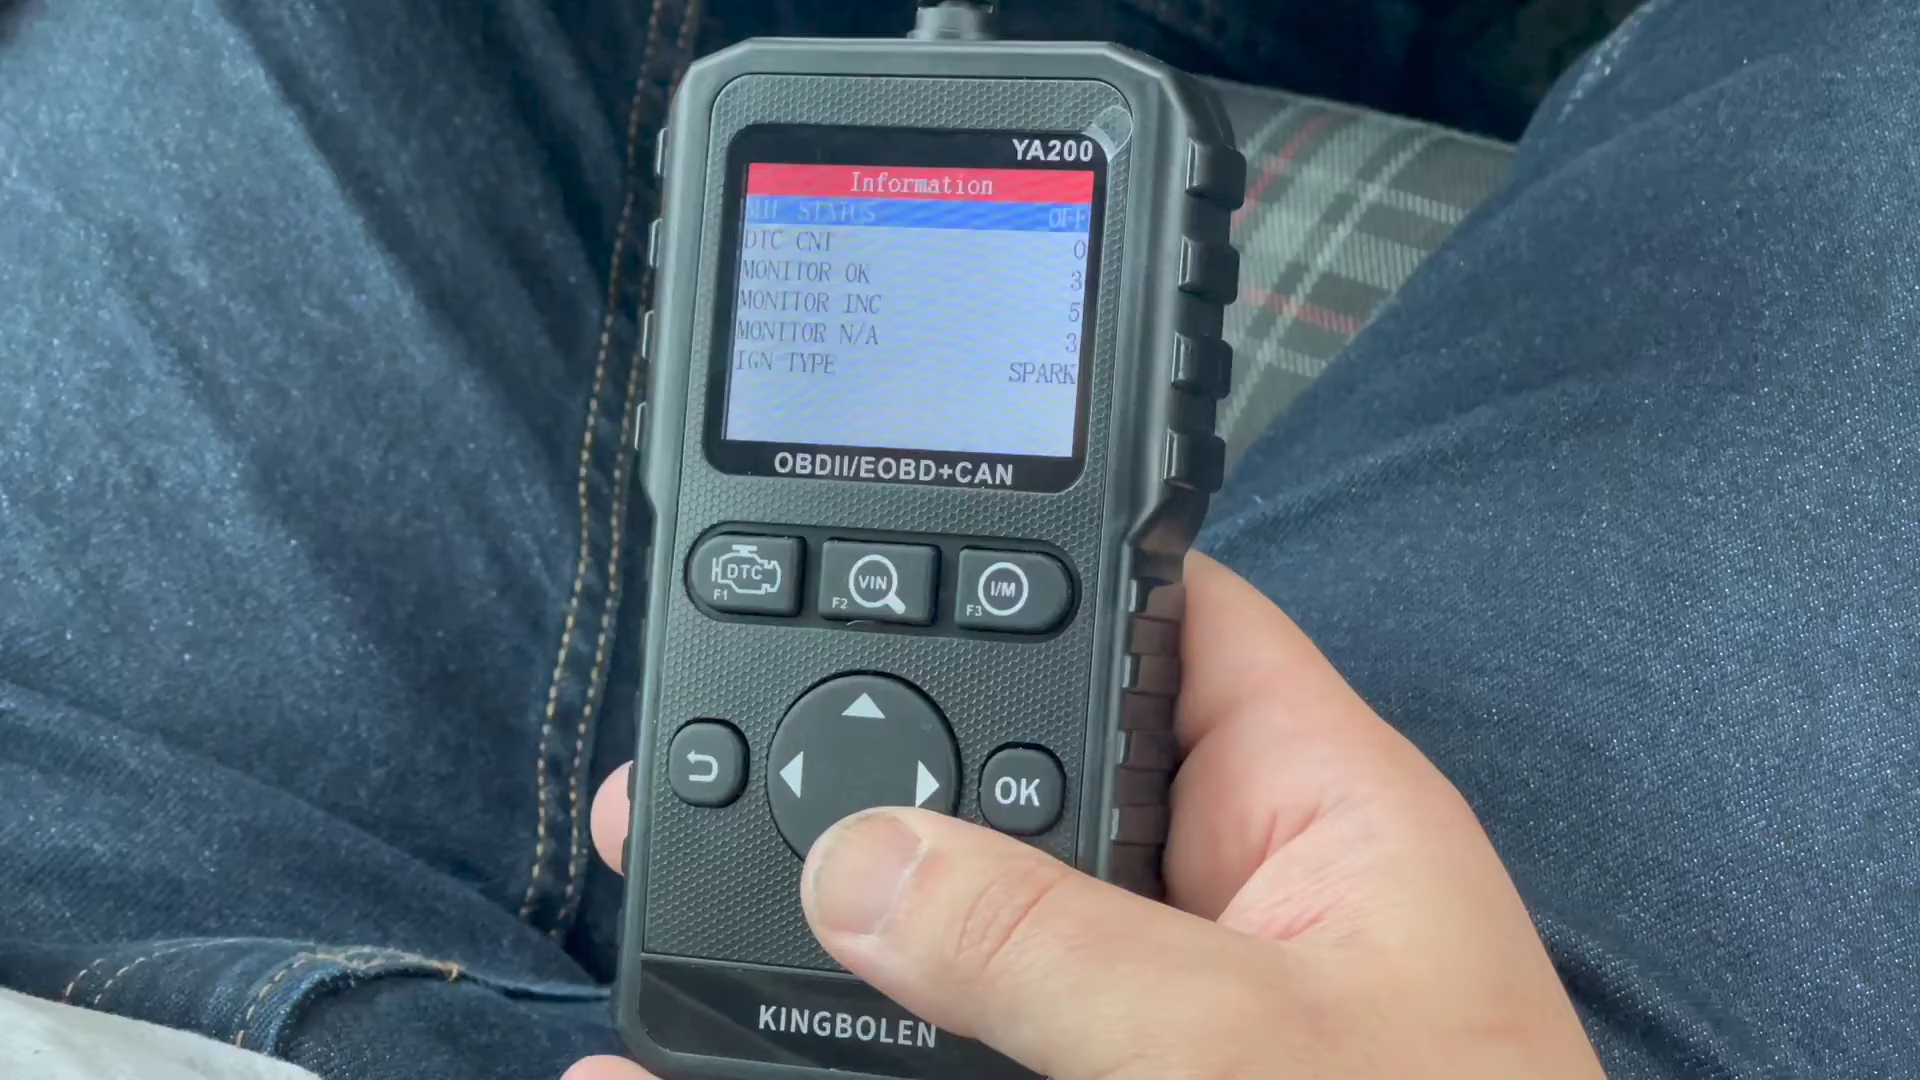 YA200
Information
MIL STATUS OFF
DTC CNT 0
MONITOR OK 3
MONITOR INC 5
MONITOR N/A 3
IGN TYPE SPARK
OBDII/EOBD+CAN
DTC
F1
VIN
F2
I/M
F3
OK
KINGBOLEN